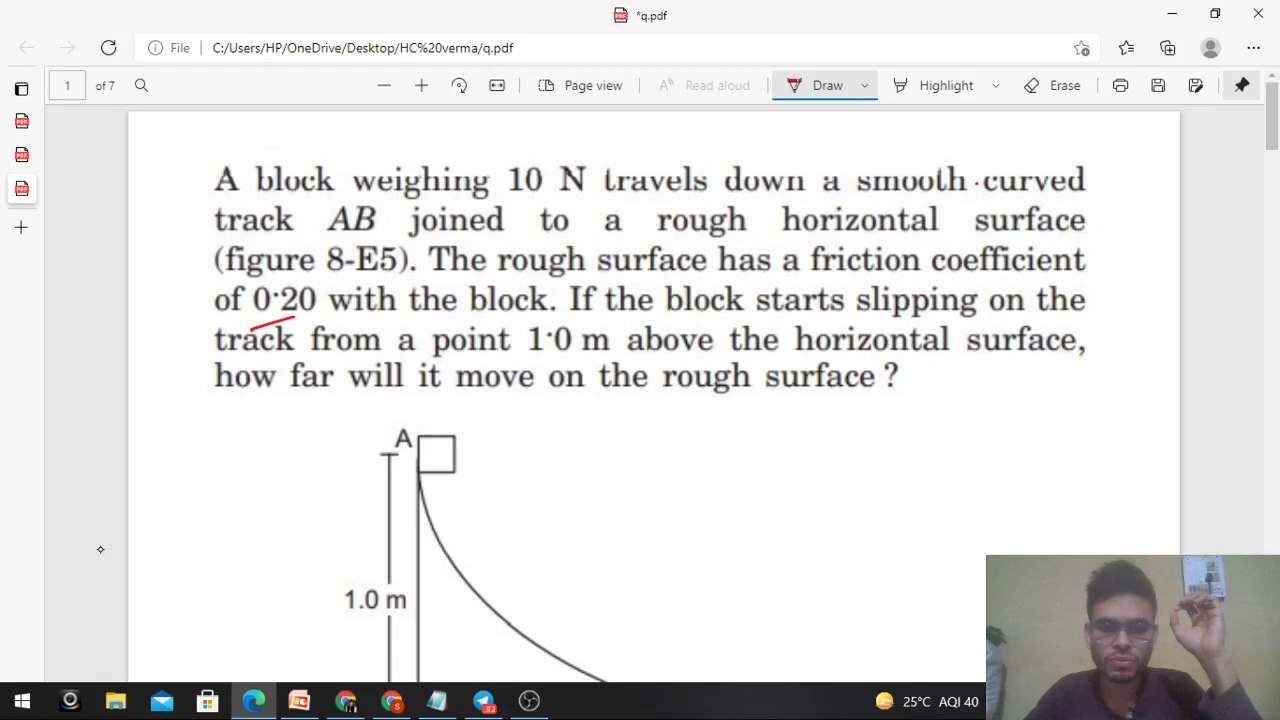 *q.pdf
File C:/Users/HP/OneDrive/Desktop/HC%20verma/q.pdf
1 of 7 Page view Read aloud Draw Highlight Erase
A block weighing 10 N travels down a smooth curved
track AB joined to a rough horizontal surface
(figure 8-E5). The rough surface has a friction coefficient
of 0·20 with the block. If the block starts slipping on the
track from a point 1·0 m above the horizontal surface,
how far will it move on the rough surface ?
A
1.0 m
25°C AQI 40